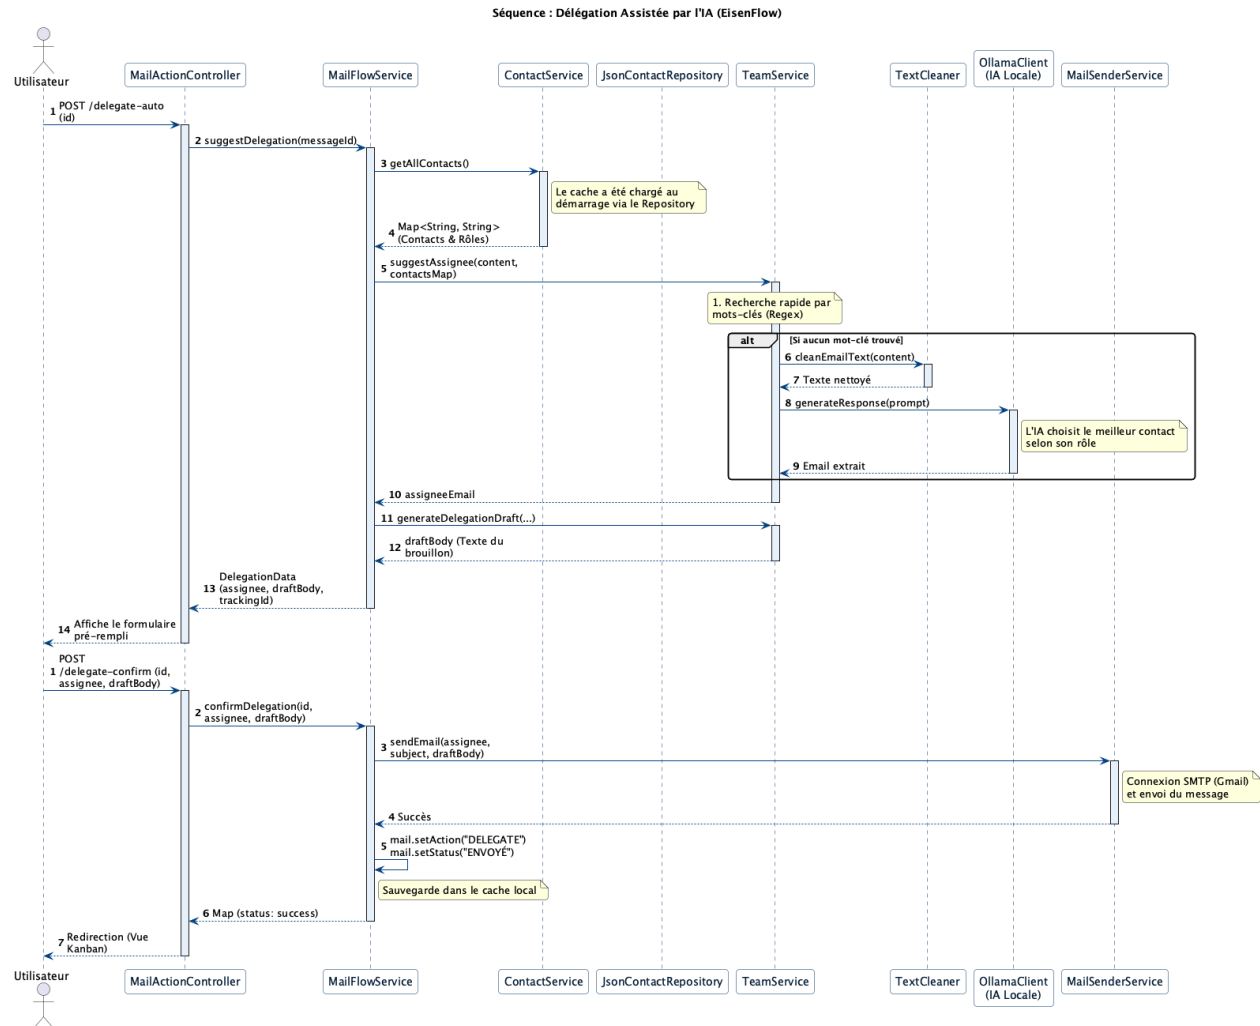 Séquence : Délégation Assistée par l'IA (EisenFlow)
Utilisateur
MailActionController
MailFlowService
ContactService
JsonContactRepository
TeamService
TextCleaner
OllamaClient
(IA Locale)
MailSenderService
1 POST /delegate-auto
(id)
2 suggestDelegation(messageId)
3 getAllContacts()
Le cache a été chargé au
démarrage via le Repository
4 Map<String, String>
(Contacts & Rôles)
5 suggestAssignee(content,
contactsMap)
1. Recherche rapide par
mots-clés (Regex)
alt [Si aucun mot-clé trouvé]
6 cleanEmailText(content)
7 Texte nettoyé
8 generateResponse(prompt)
L'IA choisit le meilleur contact
selon son rôle
9 Email extrait
10 assigneeEmail
11 generateDelegationDraft(...)
12 draftBody (Texte du
brouillon)
DelegationData
13 (assignee, draftBody,
trackingId)
14 Affiche le formulaire
pré-rempli
POST
1 /delegate-confirm (id,
assignee, draftBody)
2 confirmDelegation(id,
assignee, draftBody)
3 sendEmail(assignee,
subject, draftBody)
Connexion SMTP (Gmail)
et envoi du message
4 Succès
5 mail.setAction("DELEGATE")
mail.setStatus("ENVOYÉ")
Sauvegarde dans le cache local
6 Map (status: success)
7 Redirection (Vue
Kanban)
Utilisateur
MailActionController
MailFlowService
ContactService
JsonContactRepository
TeamService
TextCleaner
OllamaClient
(IA Locale)
MailSenderService